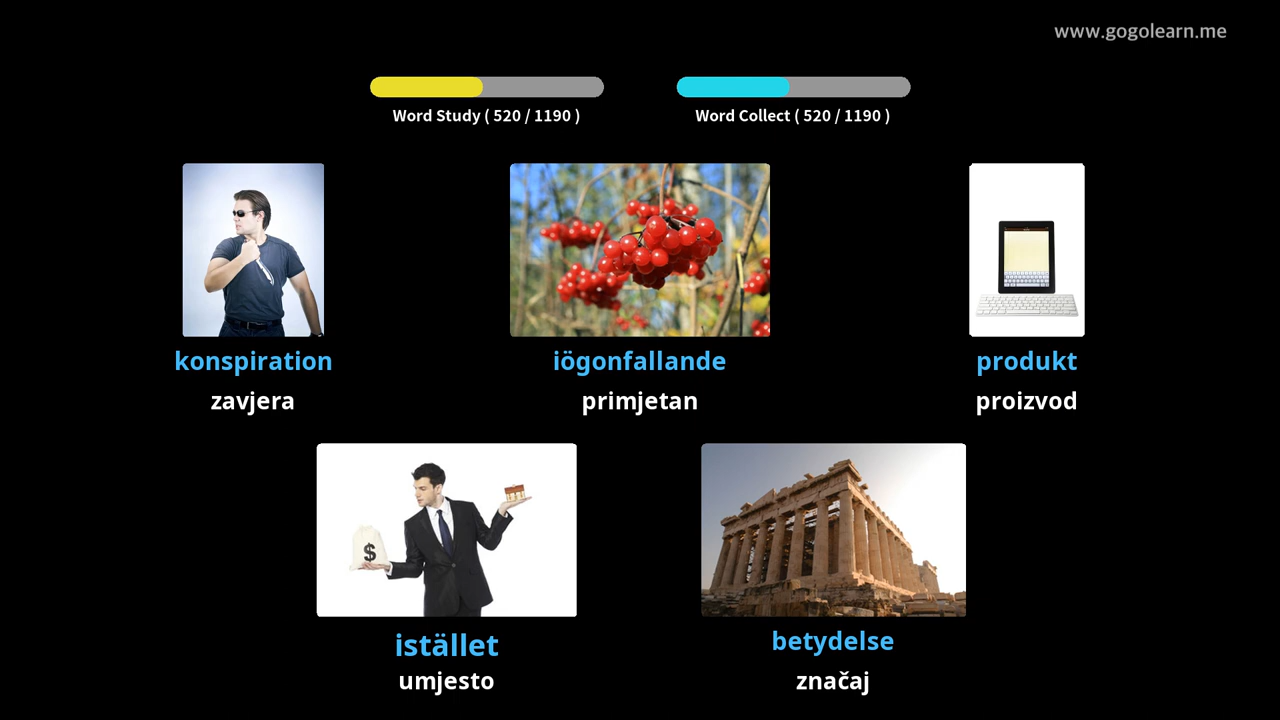 www.gogolearn.me
Word Study ( 520 / 1190 )
Word Collect ( 520 / 1190 )
konspiration
zavjera
iögonfallande
primjetan
produkt
proizvod
istället
umjesto
betydelse
značaj